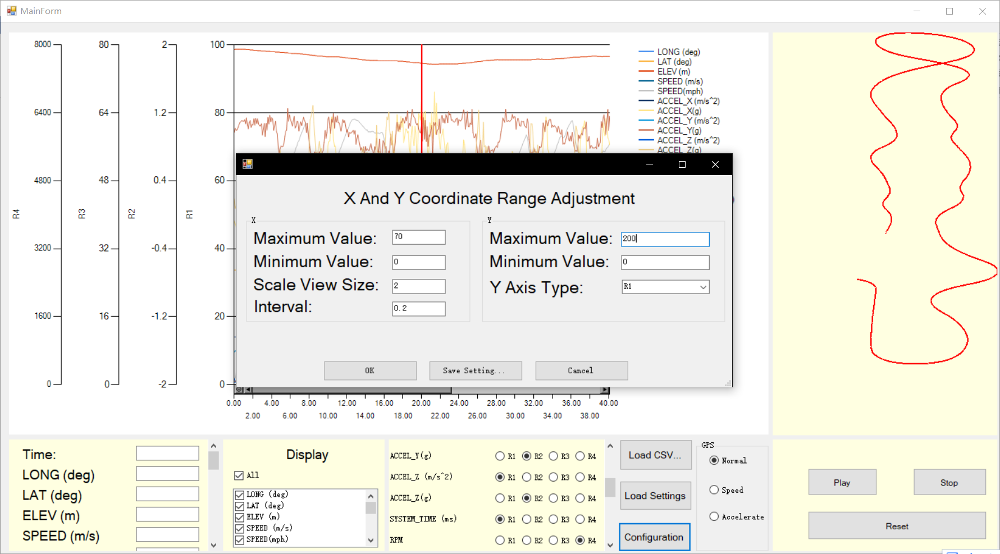 MainForm
8000
80
2
100
6400
64
1.2
80
4800
48
0.4
60
R4
R3
R2
R1
3200
32
-0.4
40
1600
16
-1.2
20
0
0
-2
0
0.00 4.00 8.00 12.00 16.00 20.00 24.00 28.00 32.00 36.00 40.00
2.00 6.00 10.00 14.00 18.00 22.00 26.00 30.00 34.00 38.00
LONG (deg)
LAT (deg)
ELEV (m)
SPEED (m/s)
SPEED(mph)
ACCEL_X (m/s^2)
ACCEL_X(g)
ACCEL_Y (m/s^2)
ACCEL_Y(g)
ACCEL_Z (m/s^2)
ACCEL_Z(g)
X And Y Coordinate Range Adjustment
X
Maximum Value: 70
Minimum Value: 0
Scale View Size: 2
Interval: 0.2
Y
Maximum Value: 200
Minimum Value: 0
Y Axis Type: R1
OK
Save Setting...
Cancel
Time:
LONG (deg)
LAT (deg)
ELEV (m)
SPEED (m/s)
Display
All
LONG (deg)
LAT (deg)
ELEV (m)
SPEED (m/s)
SPEED(mph)
ACCEL_Y(g) R1 R2 R3 R4
ACCEL_Z (m/s^2) R1 R2 R3 R4
ACCEL_Z(g) R1 R2 R3 R4
SYSTEM_TIME (ms) R1 R2 R3 R4
RPM R1 R2 R3 R4
Load CSV...
Load Settings
Configuration
GPS
Normal
Speed
Accelerate
Play
Stop
Reset